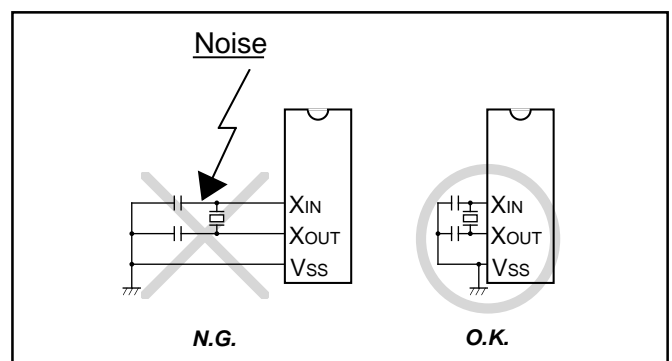 Noise
XIN
XOUT
VSS
N.G.
XIN
XOUT
VSS
O.K.